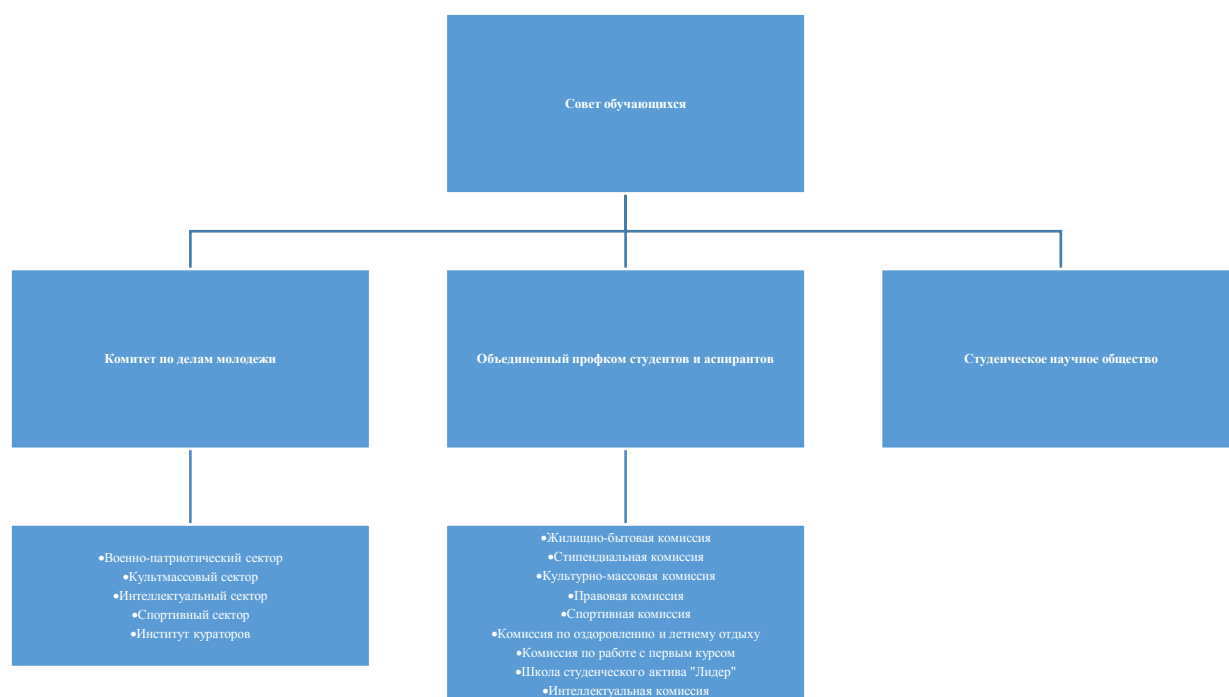 Совет обучающихся
Комитет по делам молодежи
Объединенный профком студентов и аспирантов
Студенческое научное общество
•Военно-патриотический сектор
•Культмассовый сектор
•Интеллектуальный сектор
•Спортивный сектор
•Институт кураторов
•Жилищно-бытовая комиссия
•Стипендиальная комиссия
•Культурно-массовая комиссия
•Правовая комиссия
•Спортивная комиссия
•Комиссия по оздоровлению и летнему отдыху
•Комиссия по работе с первым курсом
•Школа студенческого актива "Лидер"
•Интеллектуальная комиссия